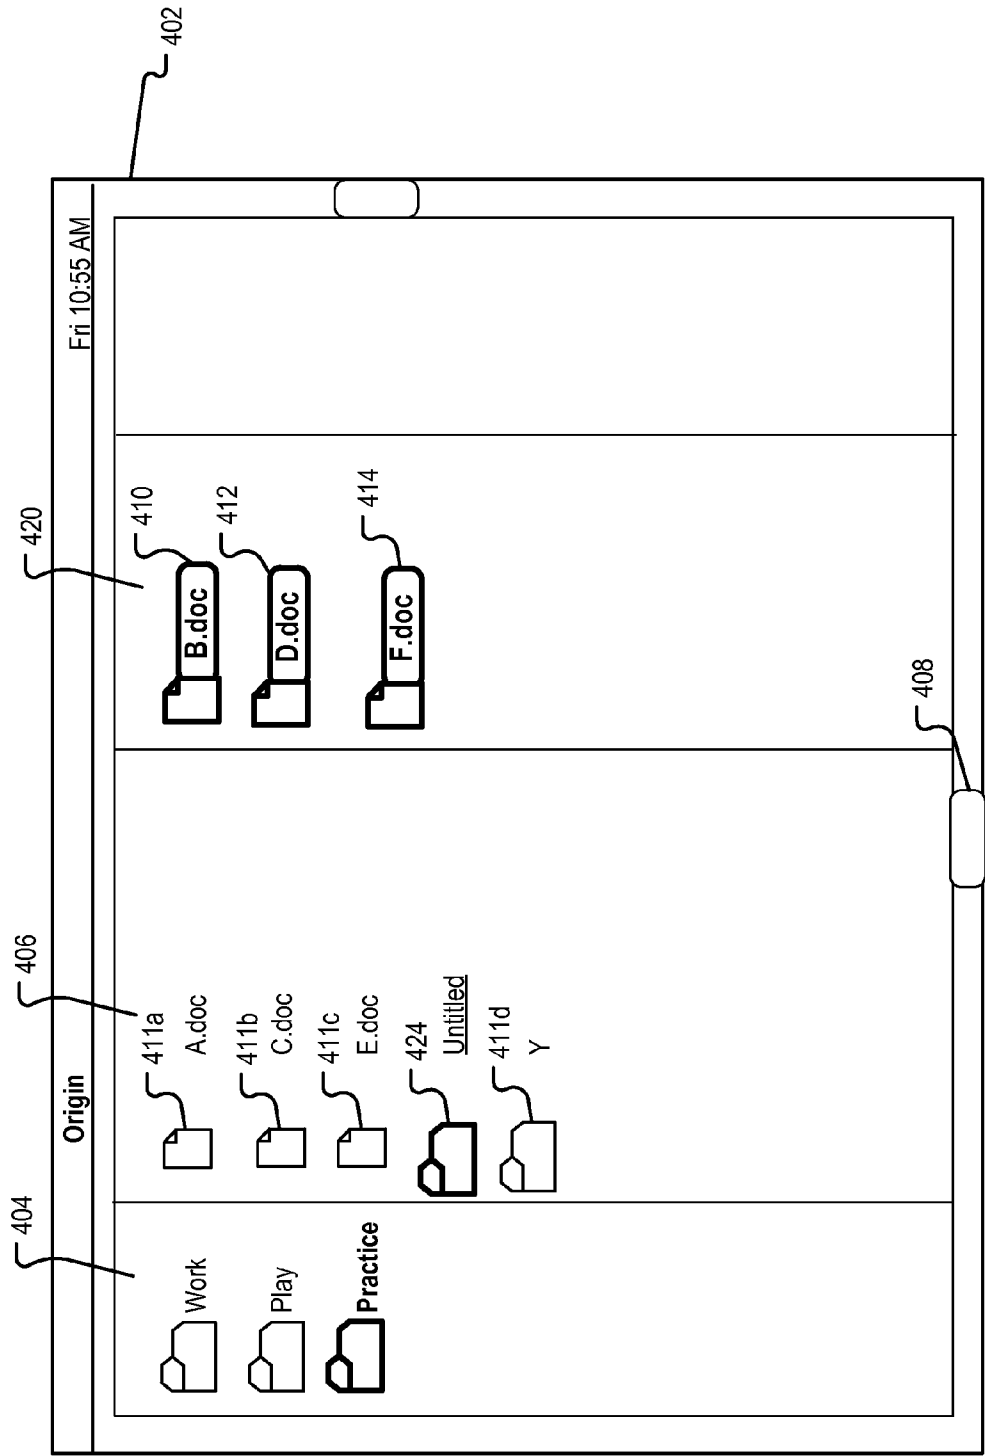 402
Origin
Fri 10:55 AM
404
406
420
Work
Play
Practice
411a
A.doc
411b
C.doc
411c
E.doc
424
Untitled
411d
Y
410
B.doc
412
D.doc
414
F.doc
408